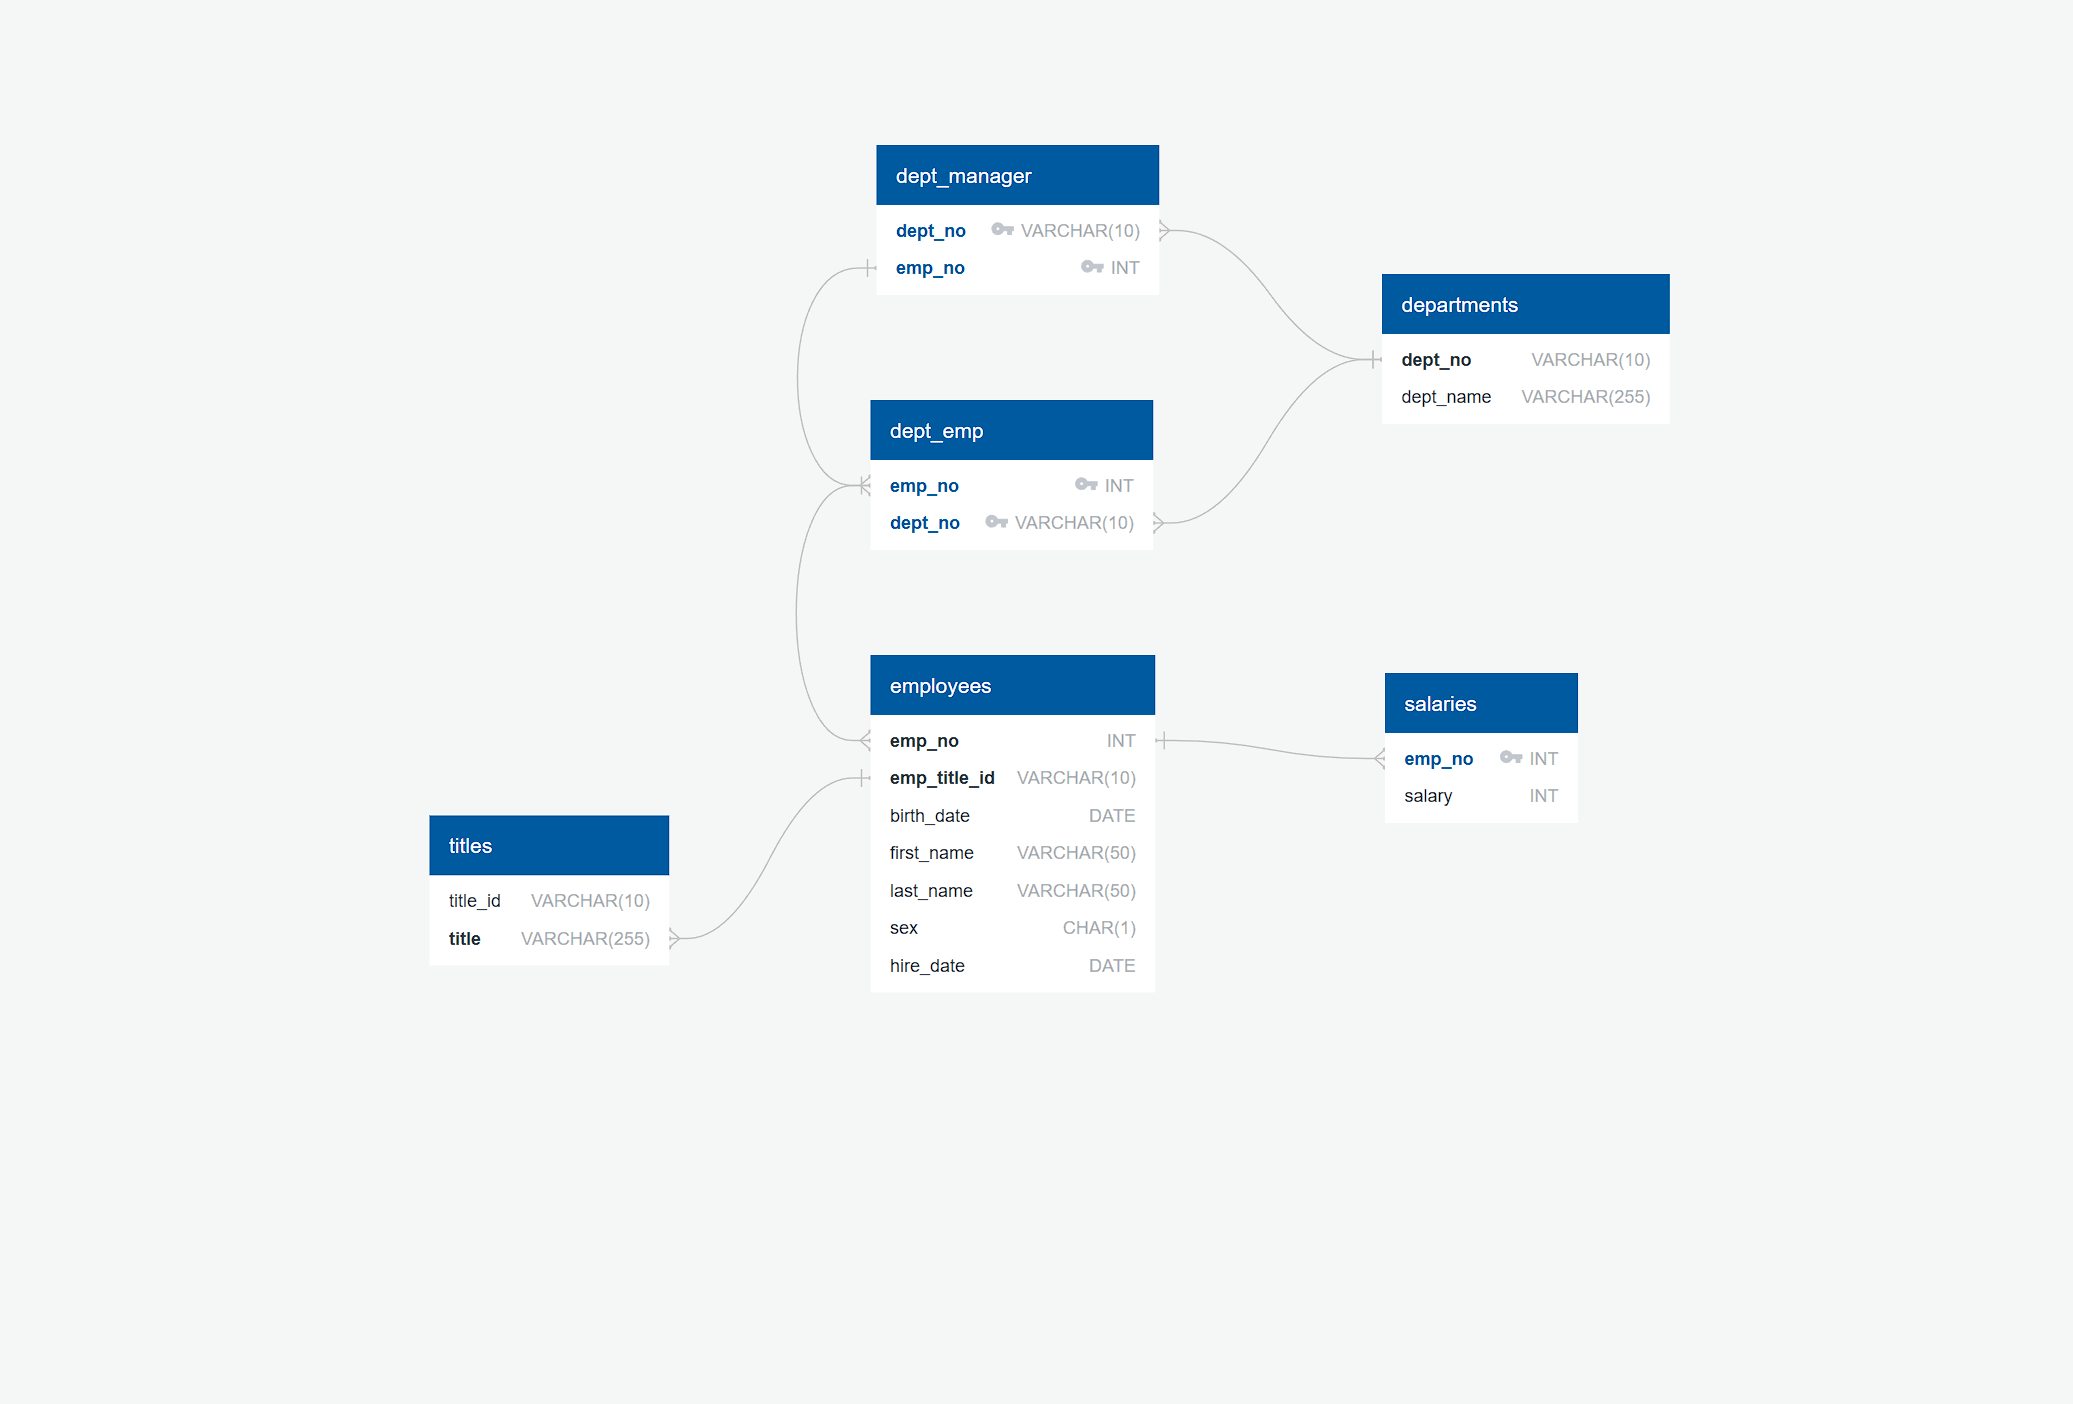 dept_manager
dept_no VARCHAR(10)
emp_no INT
departments
dept_no VARCHAR(10)
dept_name VARCHAR(255)
dept_emp
emp_no INT
dept_no VARCHAR(10)
employees
emp_no INT
emp_title_id VARCHAR(10)
birth_date DATE
first_name VARCHAR(50)
last_name VARCHAR(50)
sex CHAR(1)
hire_date DATE
salaries
emp_no INT
salary INT
titles
title_id VARCHAR(10)
title VARCHAR(255)